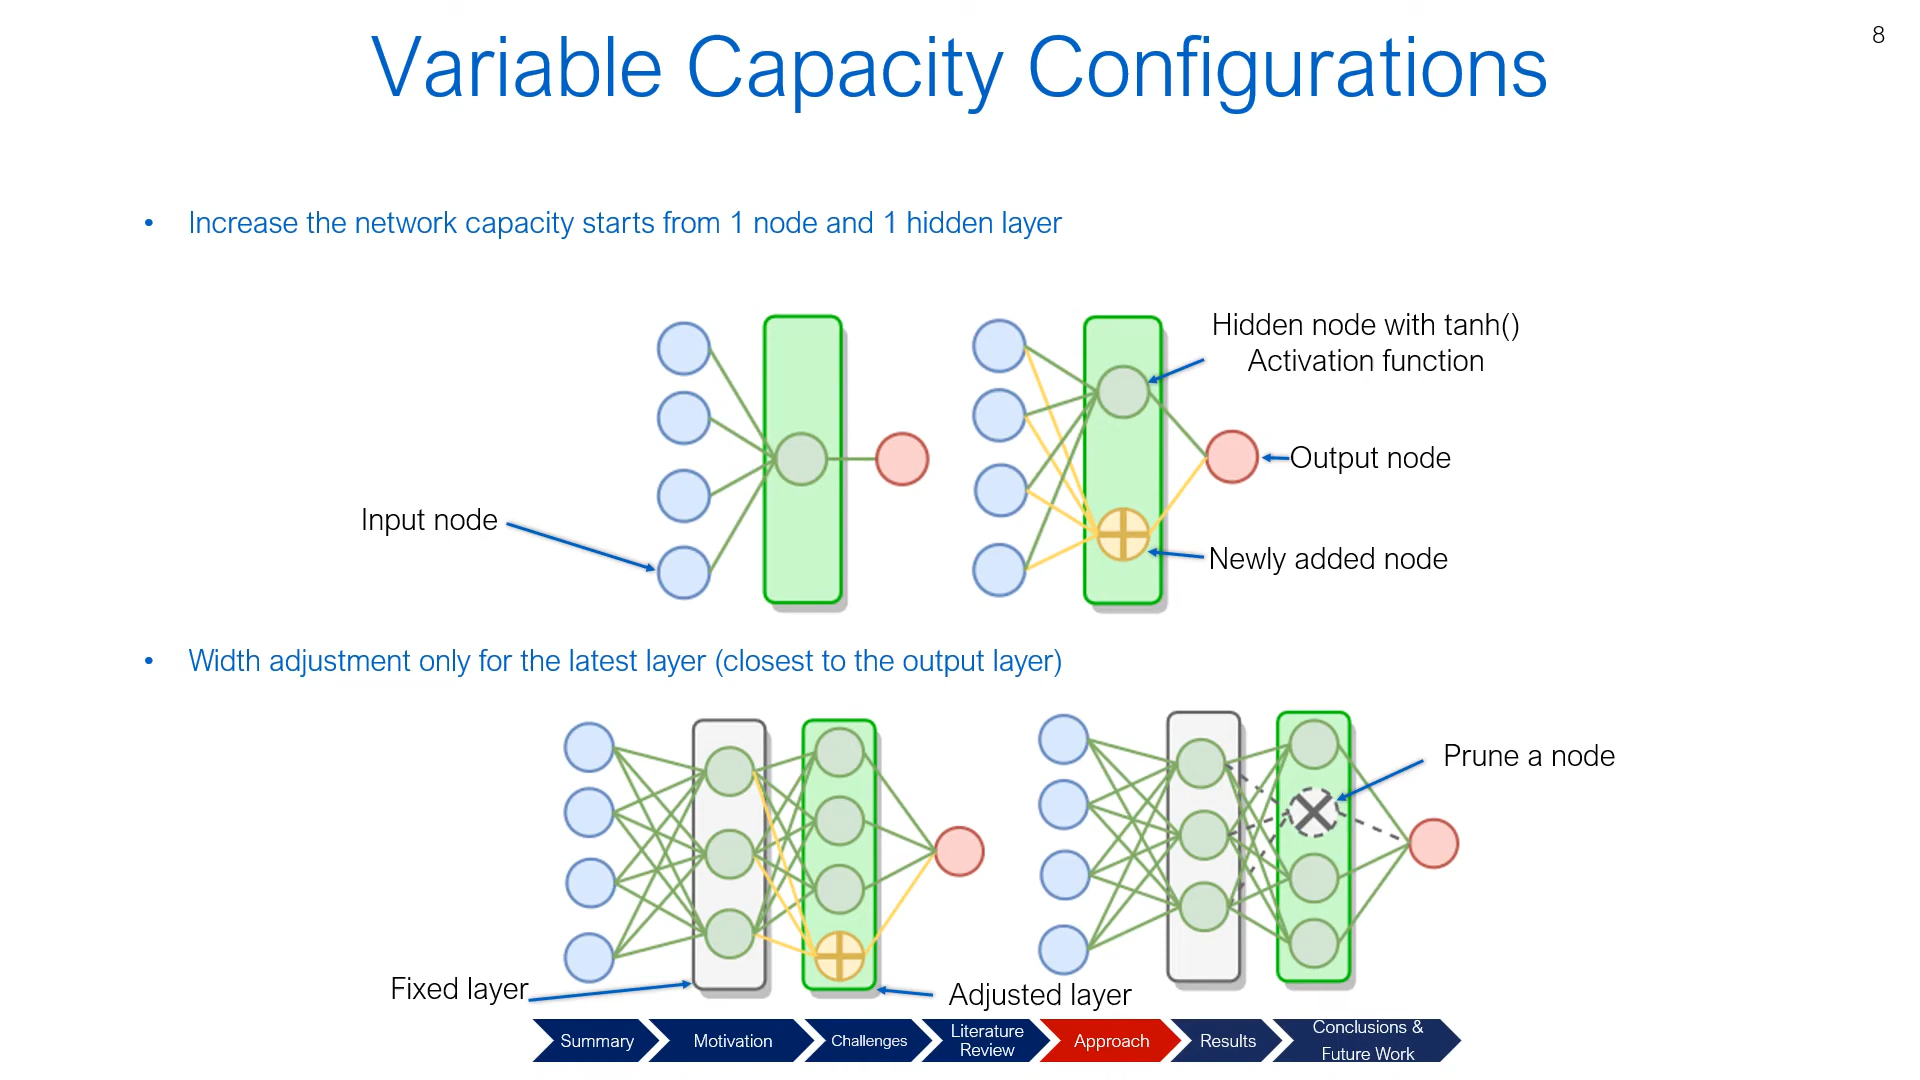 8
Variable Capacity Configurations
• Increase the network capacity starts from 1 node and 1 hidden layer
Hidden node with tanh()
Activation function
Output node
Input node
Newly added node
• Width adjustment only for the latest layer (closest to the output layer)
Prune a node
Fixed layer
Adjusted layer
Summary
Motivation
Challenges
Literature
Review
Approach
Results
Conclusions &
Future Work